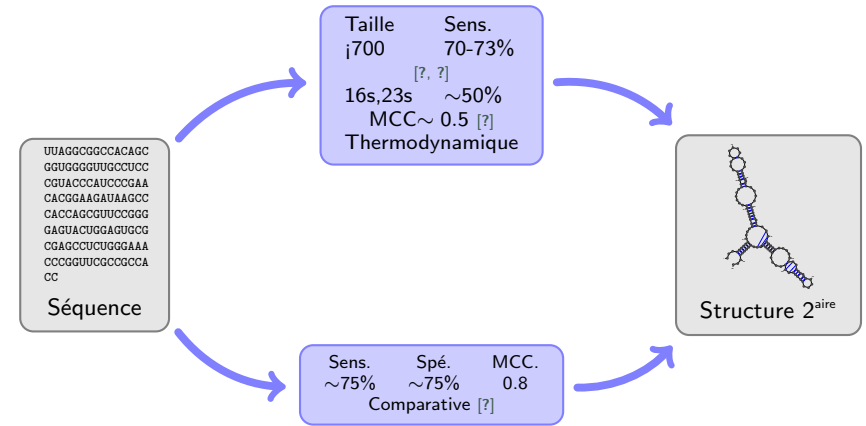 Taille Sens.
¡700 70-73%
[?, ?]
16s,23s ∼50%
MCC∼ 0.5 [?]
Thermodynamique
UUAGGCGGCCACAGC
GGUGGGGUUGCCUCC
CGUACCCAUCCCGAA
CACGGAAGAUAAGCC
CACCAGCGUUCCGGG
GAGUACUGGAGUGCG
CGAGCCUCUGGGAAA
CCCGGUUCGCCGCCA
CC
Séquence
Structure 2aire
Sens. Spé. MCC.
∼75% ∼75% 0.8
Comparative [?]